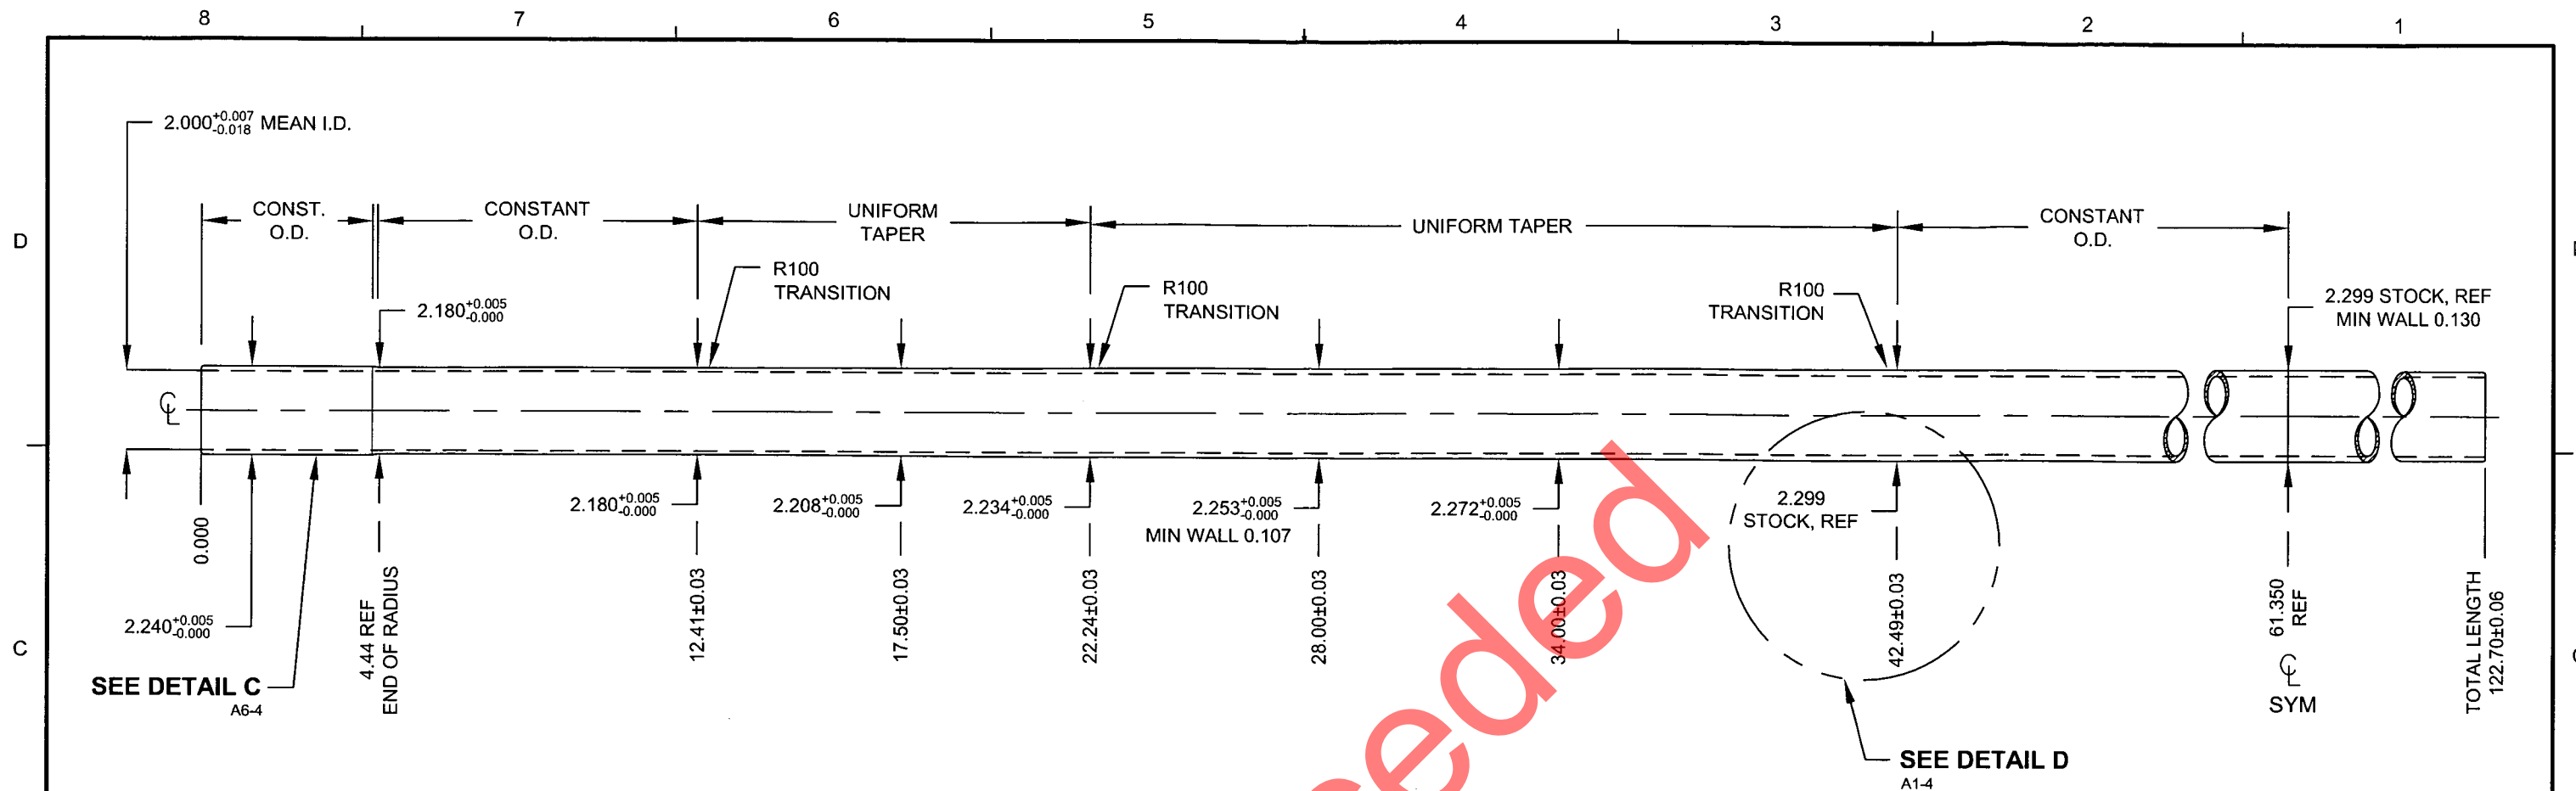 8 7 6 5 4 3 2 1
2.000 +0.007 -0.018 MEAN I.D.
D
CONST.
O.D.
CONSTANT
O.D.
UNIFORM
TAPER
UNIFORM TAPER
CONSTANT
O.D.
R100
TRANSITION
R100
TRANSITION
R100
TRANSITION
2.299 STOCK, REF
MIN WALL 0.130
2.180 +0.005 -0.000
℄
2.180 +0.005 -0.000
2.208 +0.005 -0.000
2.234 +0.005 -0.000
2.253 +0.005 -0.000
MIN WALL 0.107
2.272 +0.005 -0.000
2.299
STOCK, REF
0.000
2.240 +0.005 -0.000
4.44 REF
END OF RADIUS
12.41±0.03
17.50±0.03
22.24±0.03
28.00±0.03
34.00±0.03
42.49±0.03
61.350
REF
℄
SYM
TOTAL LENGTH
122.70±0.06
C
SEE DETAIL C
A6-4
SEE DETAIL D
A1-4